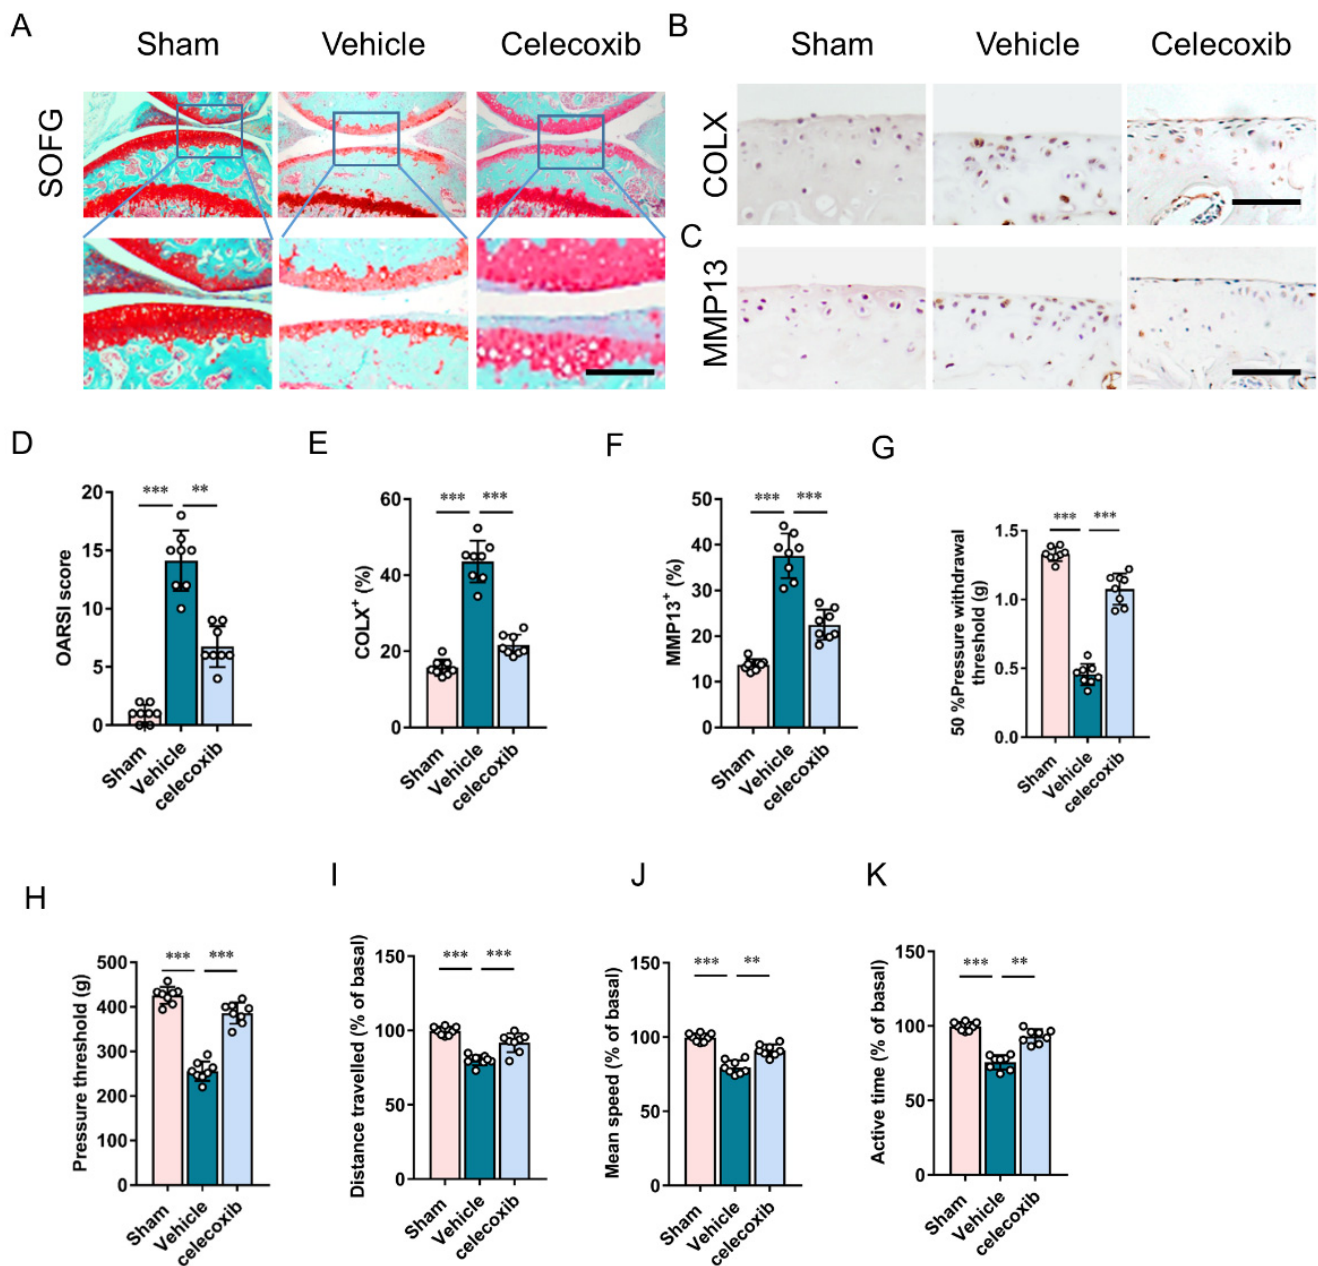 A
Sham Vehicle Celecoxib
SOFG
B
Sham Vehicle Celecoxib
COLX
C
MMP13
D
OARSI score
20
15
10
5
0
*** **
Sham
Vehicle
celecoxib
E
COLX+ (%)
60
40
20
0
*** ***
Sham
Vehicle
celecoxib
F
MMP13+ (%)
50
40
30
20
10
0
*** ***
Sham
Vehicle
celecoxib
G
50 %Pressure withdrawal
threshold (g)
1.5
1.0
0.5
0.0
*** ***
Sham
Vehicle
celecoxib
H
Pressure threshold (g)
500
400
300
200
100
0
*** ***
Sham
Vehicle
celecoxib
I
Distance travelled (% of basal)
150
100
50
0
*** ***
Sham
Vehicle
celecoxib
J
Mean speed (% of basal)
150
100
50
0
*** **
Sham
Vehicle
celecoxib
K
Active time (% of basal)
150
100
50
0
*** **
Sham
Vehicle
celecoxib